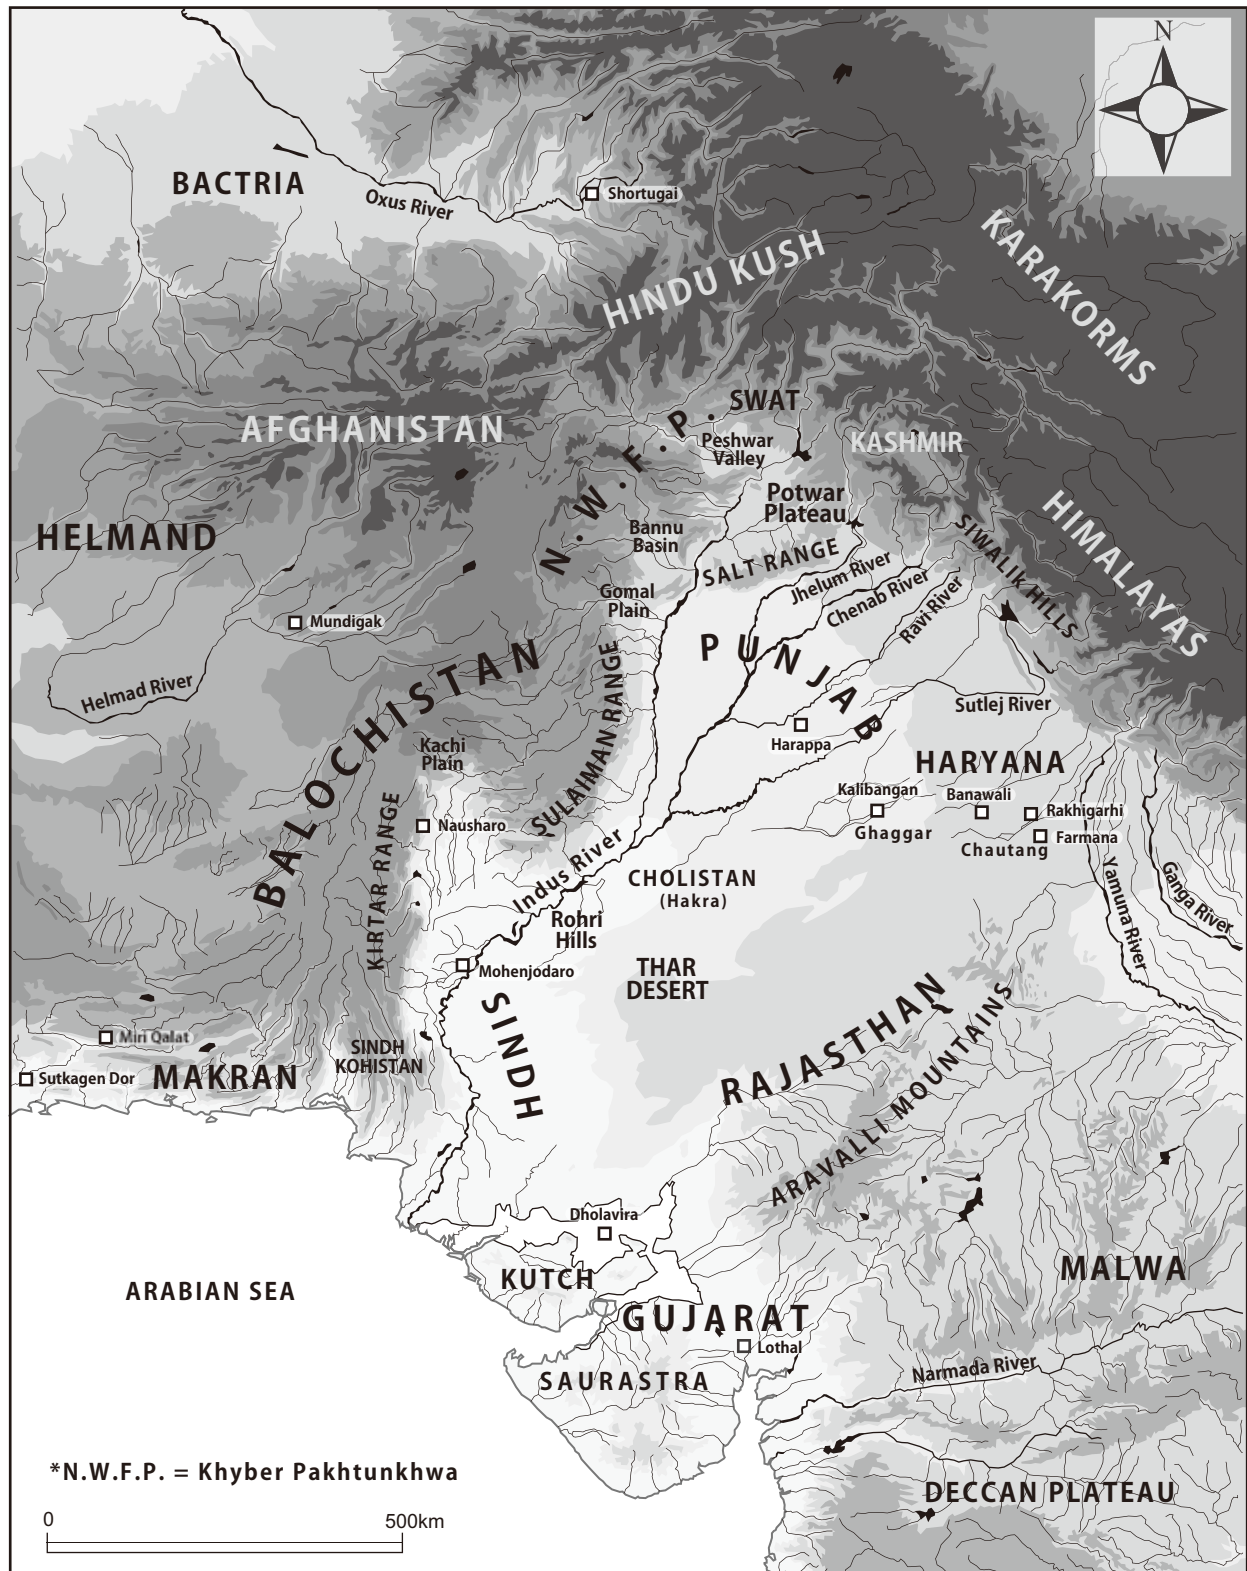 N
BACTRIA
Oxus River
Shortugai
HINDU KUSH
KARAKORMS
AFGHANISTAN
N.W.F.P.
SWAT
Peshwar
Valley
KASHMIR
HELMAND
Potwar
Plateau
Bannu
Basin
SALT RANGE
SIWALIK HILLS
HIMALAYAS
Gomal
Plain
Jhelum River
Chenab River
Ravi River
Mundigak
Helmad River
BALOCHISTAN
PUNJAB
SULAIMAN RANGE
Sutlej River
Kachi
Plain
Harappa
HARYANA
Kalibangan
Banawali
Rakhigarhi
Nausharo
Ghaggar
Chautang
Farmana
KIRTAR RANGE
Indus River
CHOLISTAN
(Hakra)
Yamuna River
Ganga River
Rohri
Hills
Mohenjodaro
THAR
DESERT
SINDH
RAJASTHAN
ARAVALLI MOUNTAINS
Miri Qalat
SINDH
KOHISTAN
Sutkagen Dor
MAKRAN
Dholavira
KUTCH
MALWA
ARABIAN SEA
GUJARAT
Lothal
SAURASTRA
Narmada River
*N.W.F.P. = Khyber Pakhtunkhwa
DECCAN PLATEAU
0 500km